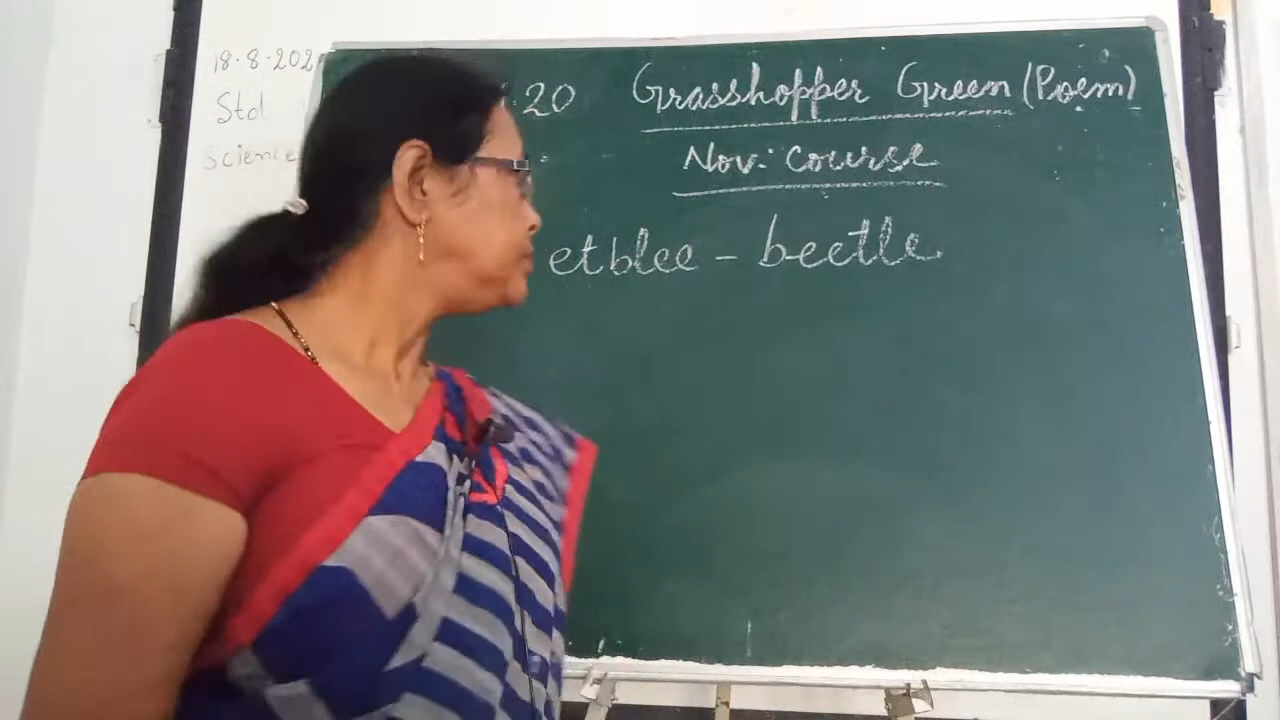 18.8.202
Std
science
.20 Grasshopper Green (Poem)
Nov: course
etblee - beetle